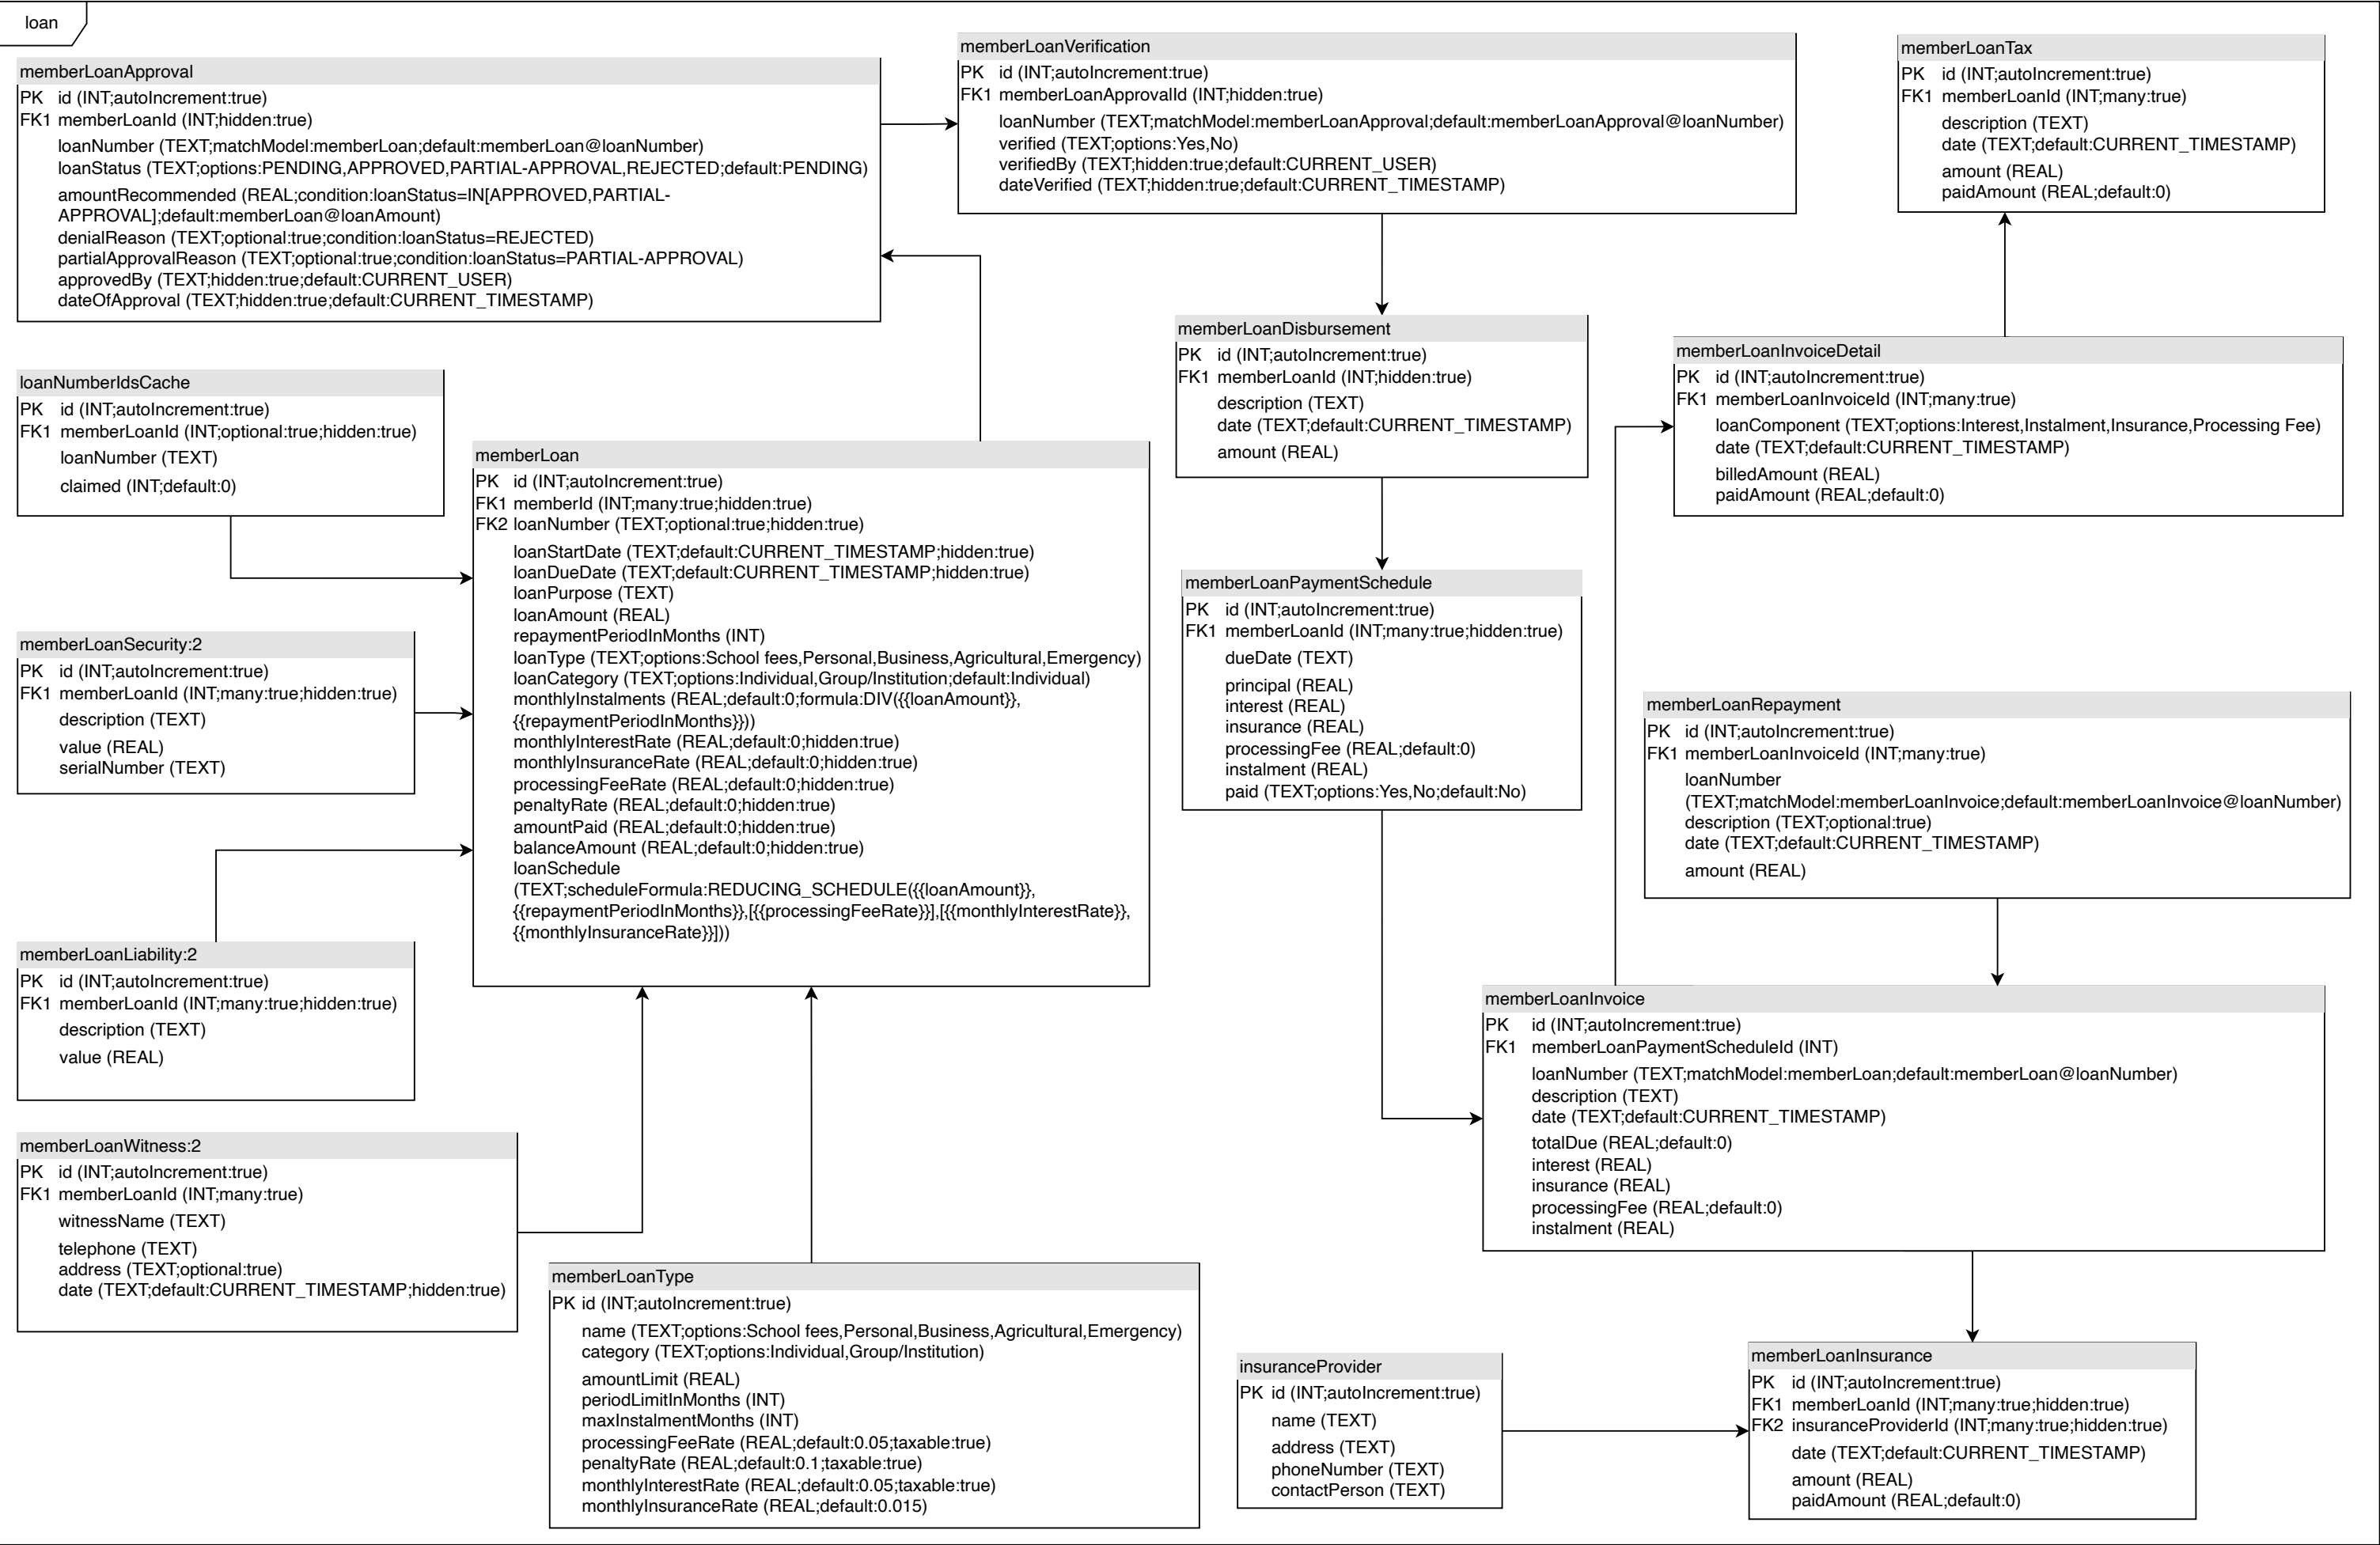 loan
memberLoanApproval
PK id (INT;autoIncrement:true)
FK1 memberLoanId (INT;hidden:true)
loanNumber (TEXT;matchModel:memberLoan;default:memberLoan@loanNumber)
loanStatus (TEXT;options:PENDING,APPROVED,PARTIAL-APPROVAL,REJECTED;default:PENDING)
amountRecommended (REAL;condition:loanStatus=IN[APPROVED,PARTIAL-
APPROVAL];default:memberLoan@loanAmount)
denialReason (TEXT;optional:true;condition:loanStatus=REJECTED)
partialApprovalReason (TEXT;optional:true;condition:loanStatus=PARTIAL-APPROVAL)
approvedBy (TEXT;hidden:true;default:CURRENT_USER)
dateOfApproval (TEXT;hidden:true;default:CURRENT_TIMESTAMP)
memberLoanVerification
PK id (INT;autoIncrement:true)
FK1 memberLoanApprovalId (INT;hidden:true)
loanNumber (TEXT;matchModel:memberLoanApproval;default:memberLoanApproval@loanNumber)
verified (TEXT;options:Yes,No)
verifiedBy (TEXT;hidden:true;default:CURRENT_USER)
dateVerified (TEXT;hidden:true;default:CURRENT_TIMESTAMP)
memberLoanTax
PK id (INT;autoIncrement:true)
FK1 memberLoanId (INT;many:true)
description (TEXT)
date (TEXT;default:CURRENT_TIMESTAMP)
amount (REAL)
paidAmount (REAL;default:0)
memberLoanDisbursement
PK id (INT;autoIncrement:true)
FK1 memberLoanId (INT;hidden:true)
description (TEXT)
date (TEXT;default:CURRENT_TIMESTAMP)
amount (REAL)
memberLoanInvoiceDetail
PK id (INT;autoIncrement:true)
FK1 memberLoanInvoiceId (INT;many:true)
loanComponent (TEXT;options:Interest,Instalment,Insurance,Processing Fee)
date (TEXT;default:CURRENT_TIMESTAMP)
billedAmount (REAL)
paidAmount (REAL;default:0)
loanNumberIdsCache
PK id (INT;autoIncrement:true)
FK1 memberLoanId (INT;optional:true;hidden:true)
loanNumber (TEXT)
claimed (INT;default:0)
memberLoan
PK id (INT;autoIncrement:true)
FK1 memberId (INT;many:true;hidden:true)
FK2 loanNumber (TEXT;optional:true;hidden:true)
loanStartDate (TEXT;default:CURRENT_TIMESTAMP;hidden:true)
loanDueDate (TEXT;default:CURRENT_TIMESTAMP;hidden:true)
loanPurpose (TEXT)
loanAmount (REAL)
repaymentPeriodInMonths (INT)
loanType (TEXT;options:School fees,Personal,Business,Agricultural,Emergency)
loanCategory (TEXT;options:Individual,Group/Institution;default:Individual)
monthlyInstalments (REAL;default:0;formula:DIV({{loanAmount}},
{{repaymentPeriodInMonths}}))
monthlyInterestRate (REAL;default:0;hidden:true)
monthlyInsuranceRate (REAL;default:0;hidden:true)
processingFeeRate (REAL;default:0;hidden:true)
penaltyRate (REAL;default:0;hidden:true)
amountPaid (REAL;default:0;hidden:true)
balanceAmount (REAL;default:0;hidden:true)
loanSchedule
(TEXT;scheduleFormula:REDUCING_SCHEDULE({{loanAmount}},
{{repaymentPeriodInMonths}},[{{processingFeeRate}}],[{{monthlyInterestRate}},
{{monthlyInsuranceRate}}]))
memberLoanPaymentSchedule
PK id (INT;autoIncrement:true)
FK1 memberLoanId (INT;many:true;hidden:true)
dueDate (TEXT)
principal (REAL)
interest (REAL)
insurance (REAL)
processingFee (REAL;default:0)
instalment (REAL)
paid (TEXT;options:Yes,No;default:No)
memberLoanSecurity:2
PK id (INT;autoIncrement:true)
FK1 memberLoanId (INT;many:true;hidden:true)
description (TEXT)
value (REAL)
serialNumber (TEXT)
memberLoanRepayment
PK id (INT;autoIncrement:true)
FK1 memberLoanInvoiceId (INT;many:true)
loanNumber
(TEXT;matchModel:memberLoanInvoice;default:memberLoanInvoice@loanNumber)
description (TEXT;optional:true)
date (TEXT;default:CURRENT_TIMESTAMP)
amount (REAL)
memberLoanLiability:2
PK id (INT;autoIncrement:true)
FK1 memberLoanId (INT;many:true;hidden:true)
description (TEXT)
value (REAL)
memberLoanInvoice
PK id (INT;autoIncrement:true)
FK1 memberLoanPaymentScheduleId (INT)
loanNumber (TEXT;matchModel:memberLoan;default:memberLoan@loanNumber)
description (TEXT)
date (TEXT;default:CURRENT_TIMESTAMP)
totalDue (REAL;default:0)
interest (REAL)
insurance (REAL)
processingFee (REAL;default:0)
instalment (REAL)
memberLoanWitness:2
PK id (INT;autoIncrement:true)
FK1 memberLoanId (INT;many:true)
witnessName (TEXT)
telephone (TEXT)
address (TEXT;optional:true)
date (TEXT;default:CURRENT_TIMESTAMP;hidden:true)
memberLoanType
PK id (INT;autoIncrement:true)
name (TEXT;options:School fees,Personal,Business,Agricultural,Emergency)
category (TEXT;options:Individual,Group/Institution)
amountLimit (REAL)
periodLimitInMonths (INT)
maxInstalmentMonths (INT)
processingFeeRate (REAL;default:0.05;taxable:true)
penaltyRate (REAL;default:0.1;taxable:true)
monthlyInterestRate (REAL;default:0.05;taxable:true)
monthlyInsuranceRate (REAL;default:0.015)
insuranceProvider
PK id (INT;autoIncrement:true)
name (TEXT)
address (TEXT)
phoneNumber (TEXT)
contactPerson (TEXT)
memberLoanInsurance
PK id (INT;autoIncrement:true)
FK1 memberLoanId (INT;many:true;hidden:true)
FK2 insuranceProviderId (INT;many:true;hidden:true)
date (TEXT;default:CURRENT_TIMESTAMP)
amount (REAL)
paidAmount (REAL;default:0)